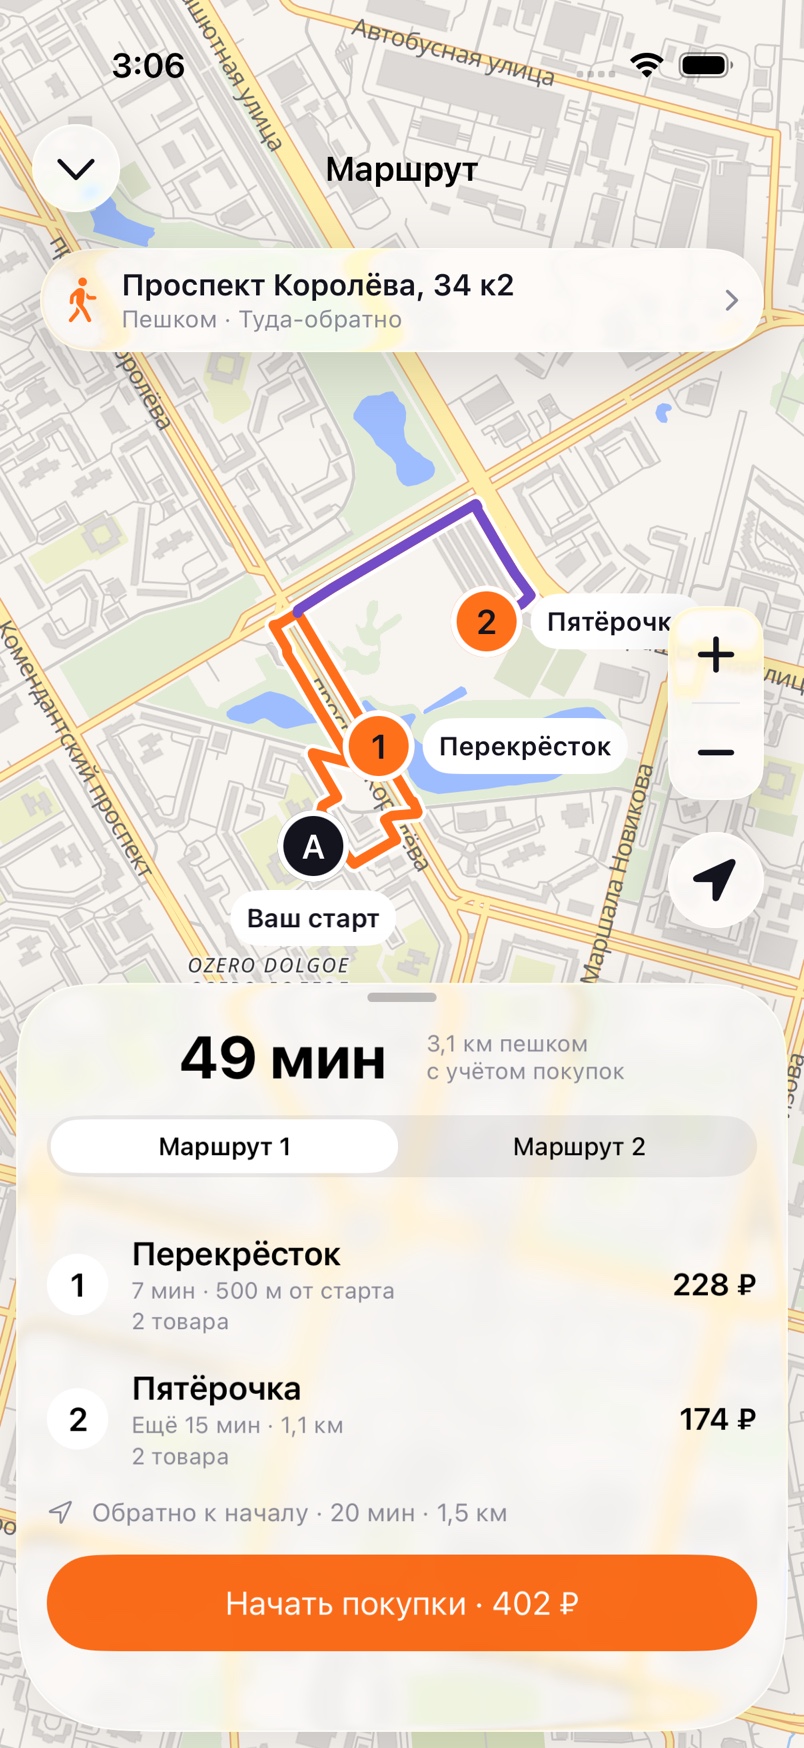 Автобусная улица
3:06
Маршрут
Проспект Королёва, 34 к2
Пешком · Туда-обратно
Комендантский проспект
2
Пятёрочк
1
Перекрёсток
А
Ваш старт
Маршала Новикова
OZERO DOLGOE
49 мин
3,1 км пешком
с учётом покупок
Маршрут 1
Маршрут 2
1
Перекрёсток
7 мин · 500 м от старта
2 товара
228 ₽
2
Пятёрочка
Ещё 15 мин · 1,1 км
2 товара
174 ₽
Обратно к началу · 20 мин · 1,5 км
Начать покупки · 402 ₽